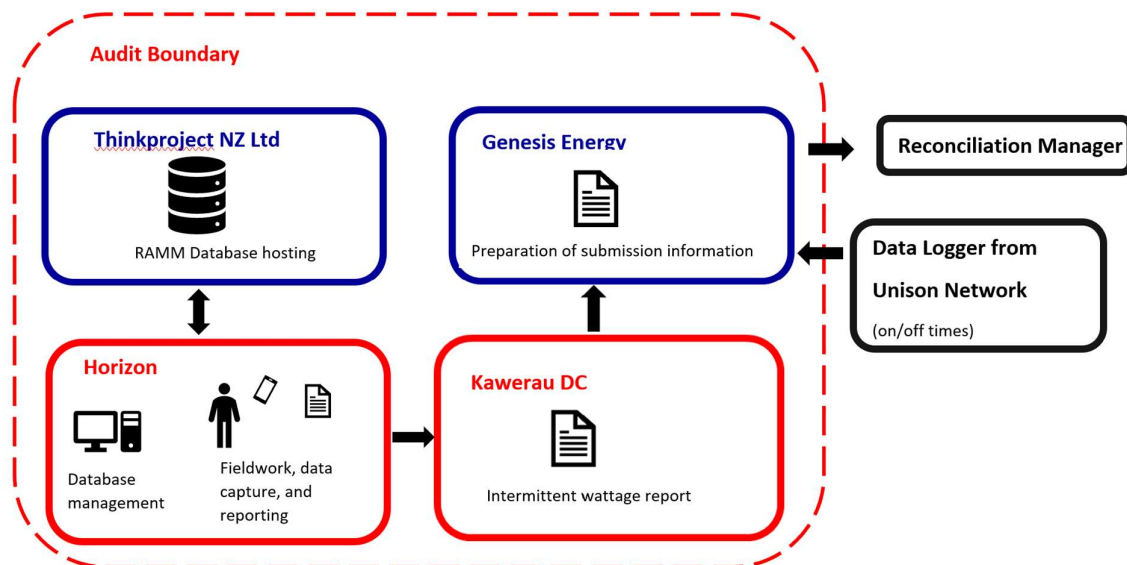 Audit Boundary
Thinkproject NZ Ltd
RAMM Database hosting
Genesis Energy
Preparation of submission information
Reconciliation Manager
Data Logger from
Unison Network
(on/off times)
Horizon
Database
management
Fieldwork, data
capture, and
reporting
Kawerau DC
Intermittent wattage report